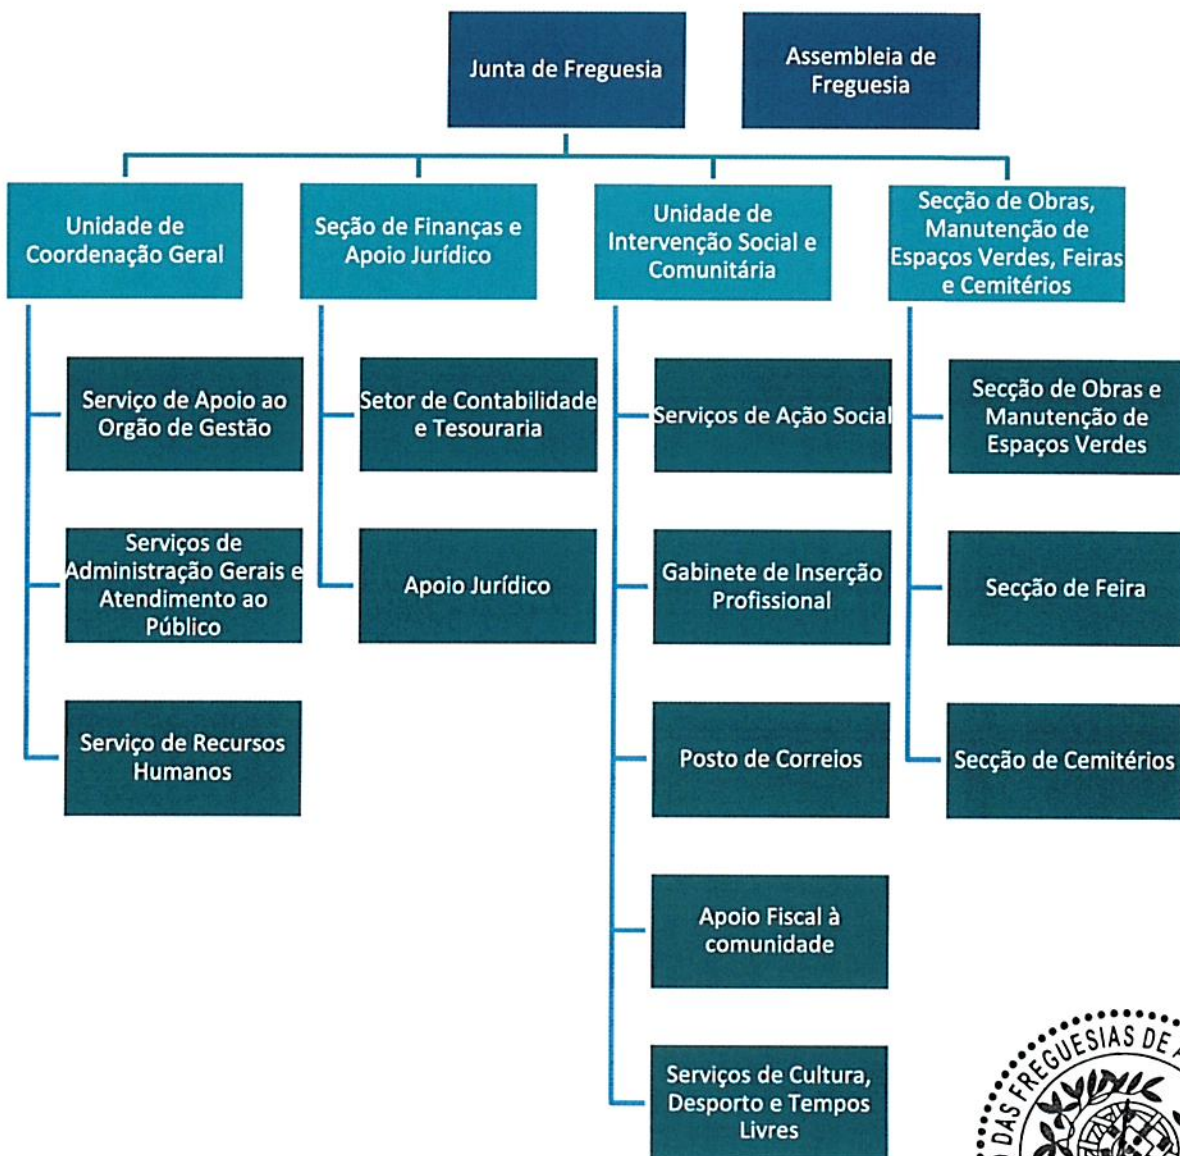 Junta de Freguesia
Assembleia de
Freguesia
Unidade de
Coordenação Geral
Seção de Finanças e
Apoio Jurídico
Unidade de
Intervenção Social e
Comunitária
Secção de Obras,
Manutenção de
Espaços Verdes, Feiras
e Cemitérios
Serviço de Apoio ao
Orgão de Gestão
Serviços de
Administração Gerais e
Atendimento ao
Público
Serviço de Recursos
Humanos
Setor de Contabilidade
e Tesouraria
Apoio Jurídico
Serviços de Ação Social
Gabinete de Inserção
Profissional
Posto de Correios
Apoio Fiscal à
comunidade
Serviços de Cultura,
Desporto e Tempos
Livres
Secção de Obras e
Manutenção de
Espaços Verdes
Secção de Feira
Secção de Cemitérios
DAS FREGUESIAS DE